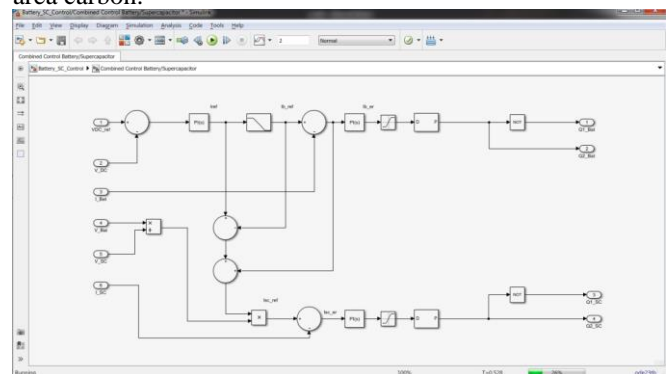 area carbon.
Battery_SC_Control/Combined Control Battery/Supercapacitor * - Simulink
File Edit View Display Diagram Simulation Analysis Code Tools Help
2
Normal
Combined Control Battery/Supercapacitor
Battery_SC_Control Combined Control Battery/Supercapacitor
Iref
Ib_ref
Ib_er
1
VDC_ref
PI(s)
PI(s)
D P
NOT
1
Q1_Bat
2
V_SC
2
Q2_Bat
3
I_Bat
4
V_Bat
5
V_SC
6
I_SC
Isc_ref
Isc_er
PI(s)
D P
NOT
3
Q1_SC
4
Q2_SC
Running
100%